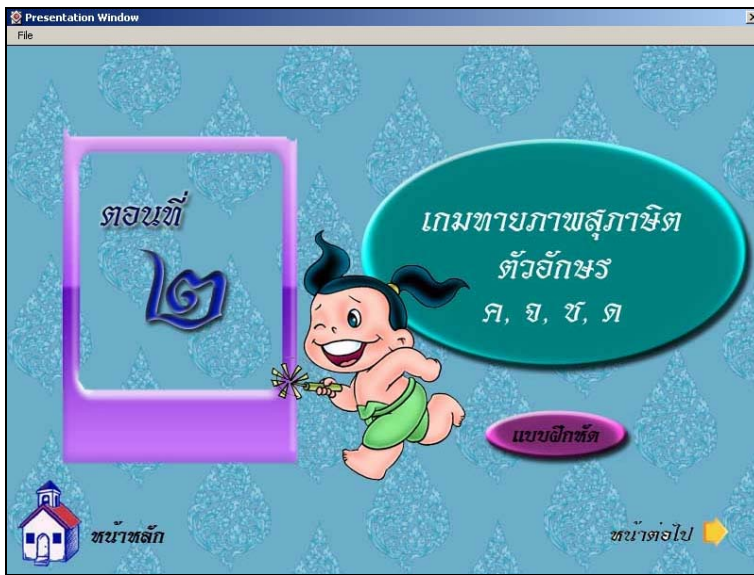 Presentation Window
File
ตอนที่
๒
เกมทายภาพสุภาษิต
ตัวอักษร
ค, จ, ช, ด
แบบฝึกหัด
หน้าหลัก
หน้าต่อไป